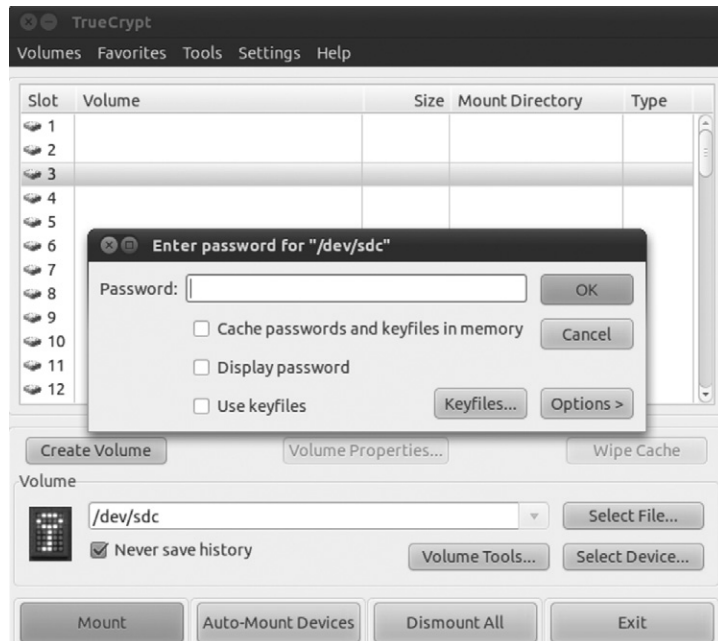 TrueCrypt
Volumes Favorites Tools Settings Help
Slot Volume Size Mount Directory Type
1
2
3
4
5
6
7
8
9
10
11
12
Enter password for "/dev/sdc"
Password:
OK
Cache passwords and keyfiles in memory
Cancel
Display password
Use keyfiles
Keyfiles...
Options >
Create Volume
Volume Properties...
Wipe Cache
Volume
/dev/sdc
Select File...
Never save history
Volume Tools...
Select Device...
Mount
Auto-Mount Devices
Dismount All
Exit